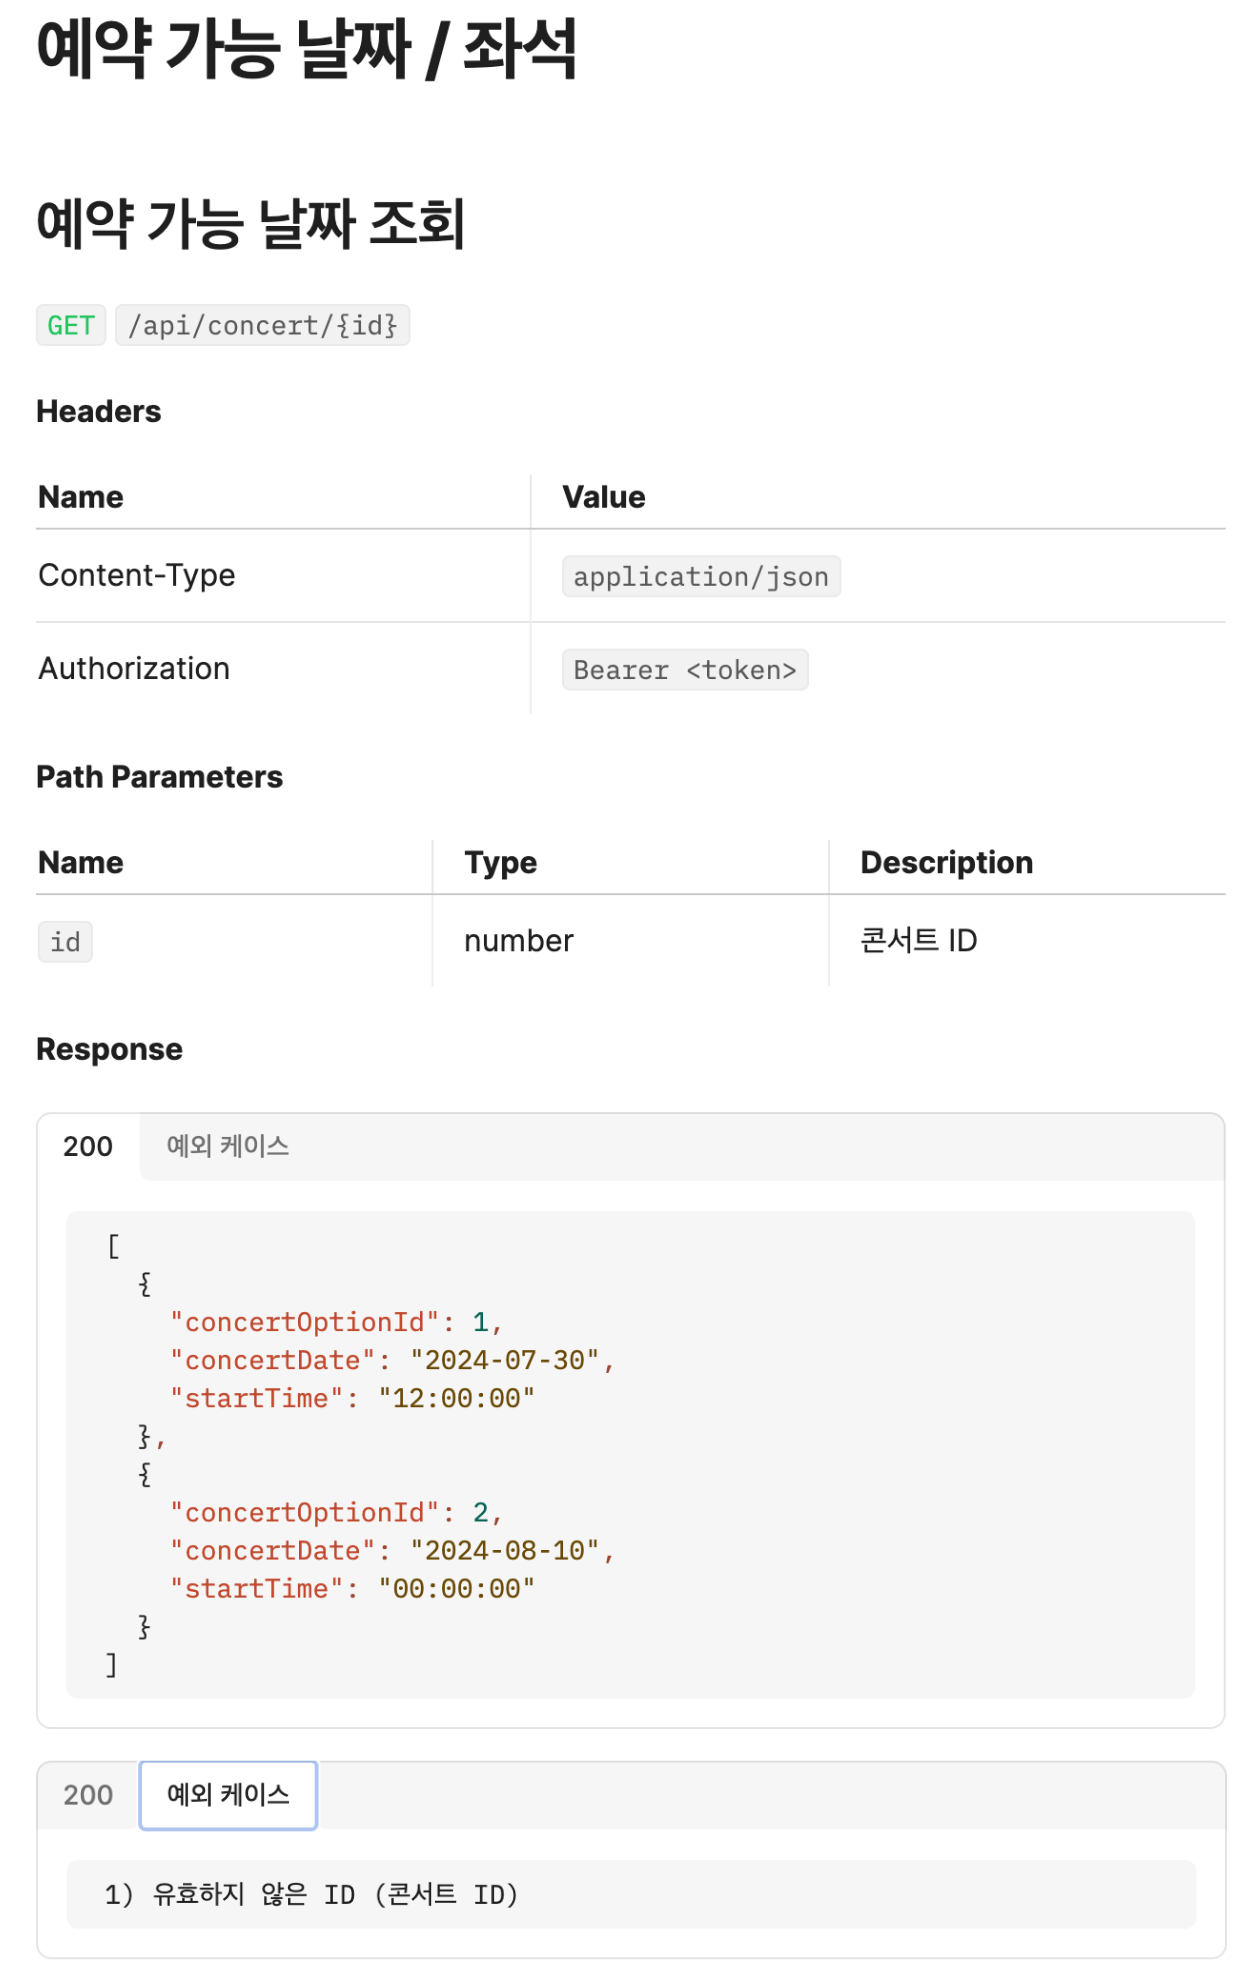 예약 가능 날짜 / 좌석
예약 가능 날짜 조회
GET /api/concert/{id}
Headers
Name Value
Content-Type application/json
Authorization Bearer <token>
Path Parameters
Name Type Description
id number 콘서트 ID
Response
200 예외 케이스
[
  {
    "concertOptionId": 1,
    "concertDate": "2024-07-30",
    "startTime": "12:00:00"
  },
  {
    "concertOptionId": 2,
    "concertDate": "2024-08-10",
    "startTime": "00:00:00"
  }
]
200 예외 케이스
1) 유효하지 않은 ID (콘서트 ID)